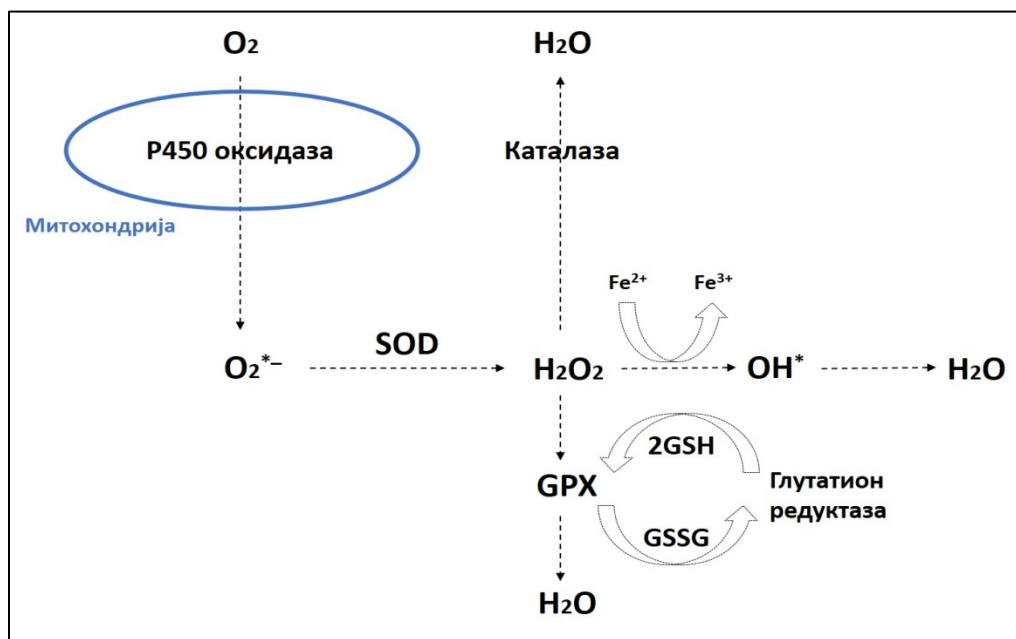 O₂
H₂O
P450 оксидаза
Каталаза
Митохондрија
Fe²⁺
Fe³⁺
O₂*–
SOD
H₂O₂
OH*
H₂O
2GSH
GPX
Глутатион
редуктаза
GSSG
H₂O